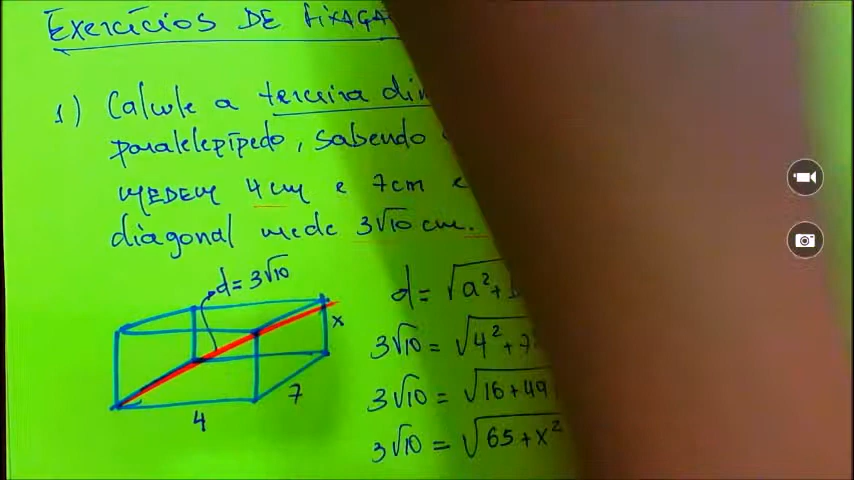 Exercícios DE
1) Calcule a terceira
paralelepípedo, sabendo
MEDEM 4cm e 7cm e
diagonal mede 3√10 cm.
d = 3√10
x
7
4
d = √a² +
3√10 = √4² + 7
3√10 = √16 + 49
3√10 = √65 + x²